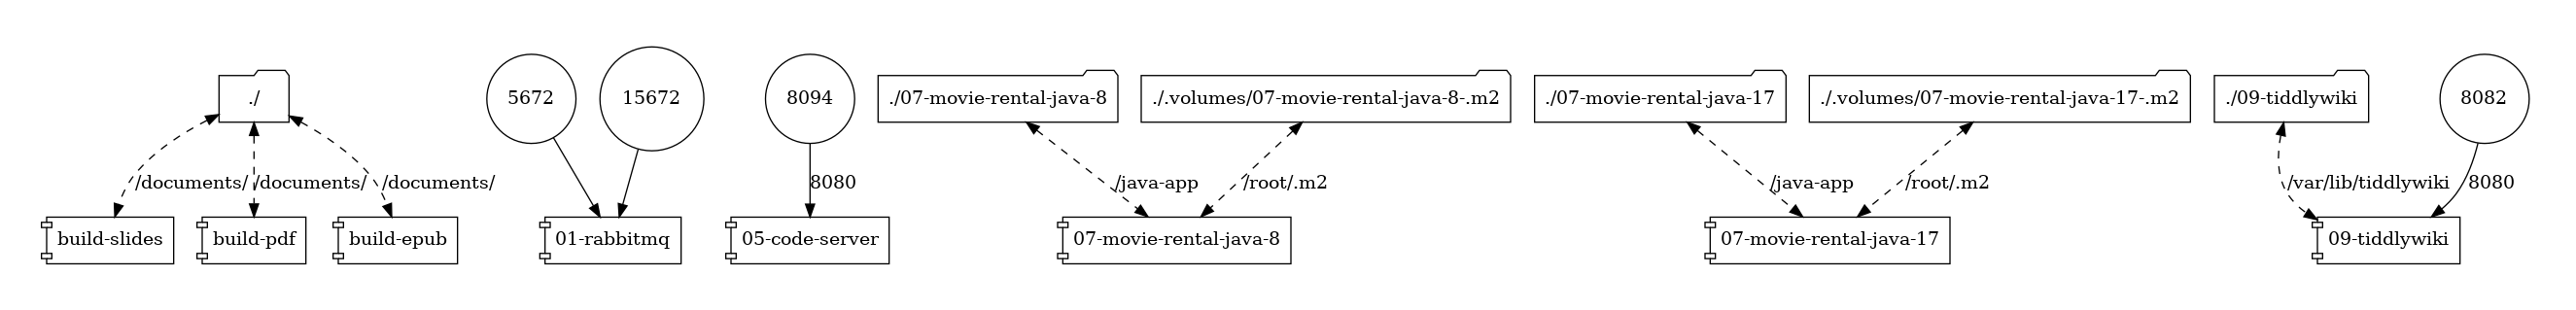 ./
5672
15672
8094
./07-movie-rental-java-8
./.volumes/07-movie-rental-java-8-.m2
./07-movie-rental-java-17
./.volumes/07-movie-rental-java-17-.m2
./09-tiddlywiki
8082
/documents/
/documents/
/documents/
8080
/java-app
/root/.m2
/java-app
/root/.m2
/var/lib/tiddlywiki
8080
build-slides
build-pdf
build-epub
01-rabbitmq
05-code-server
07-movie-rental-java-8
07-movie-rental-java-17
09-tiddlywiki